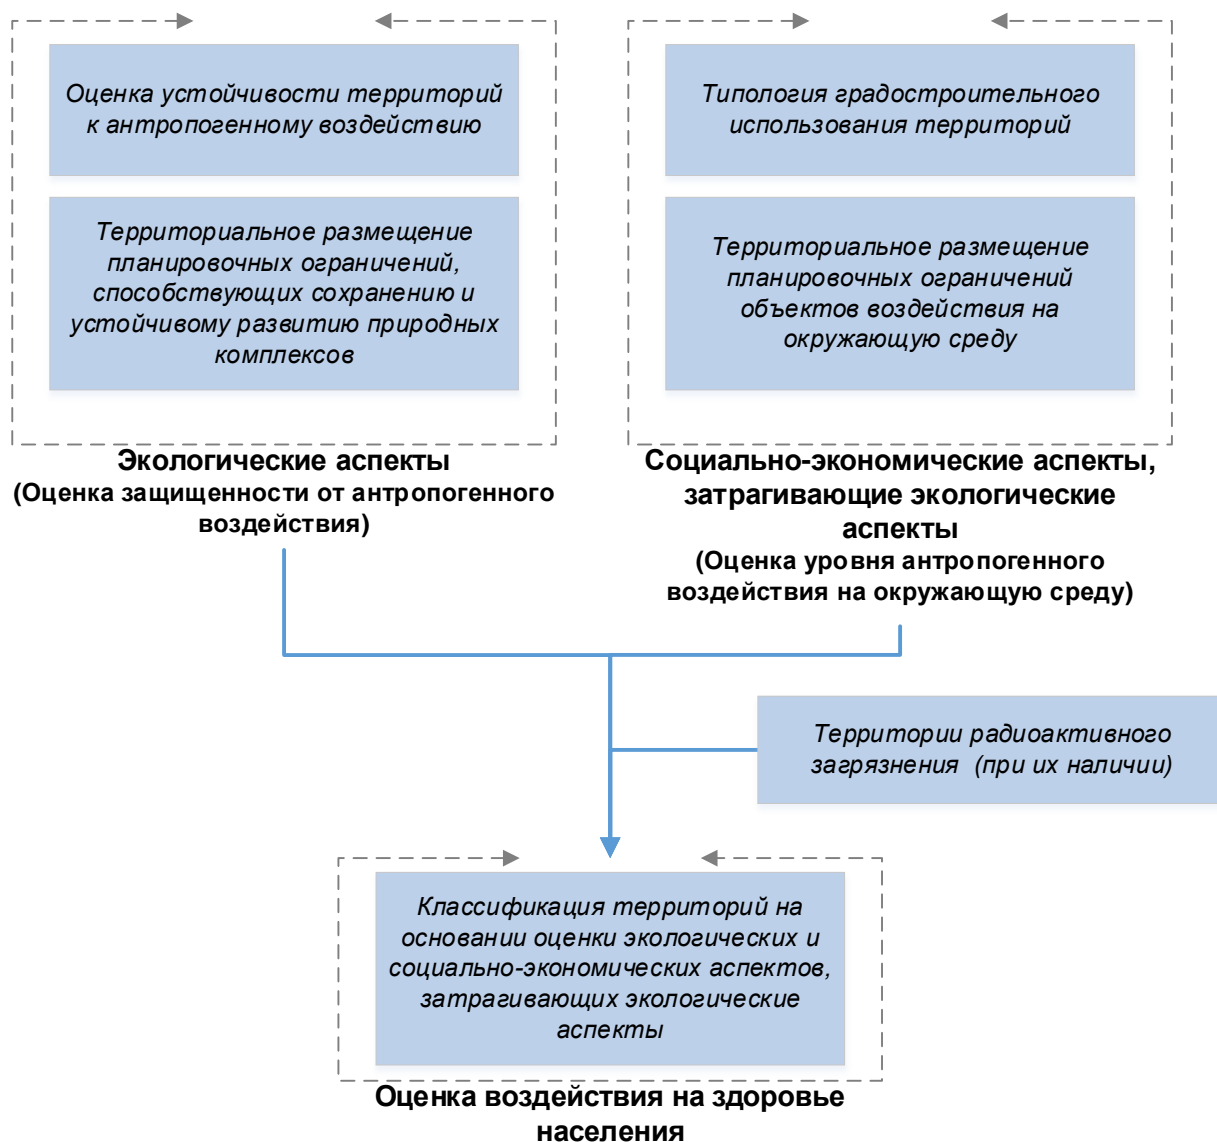 Оценка устойчивости территорий
к антропогенному воздействию
Территориальное размещение
планировочных ограничений,
способствующих сохранению и
устойчивому развитию природных
комплексов
Экологические аспекты
(Оценка защищенности от антропогенного
воздействия)
Типология градостроительного
использования территорий
Территориальное размещение
планировочных ограничений
объектов воздействия на
окружающую среду
Социально-экономические аспекты,
затрагивающие экологические
аспекты
(Оценка уровня антропогенного
воздействия на окружающую среду)
Территории радиоактивного
загрязнения (при их наличии)
Классификация территорий на
основании оценки экологических и
социально-экономических аспектов,
затрагивающих экологические
аспекты
Оценка воздействия на здоровье
населения